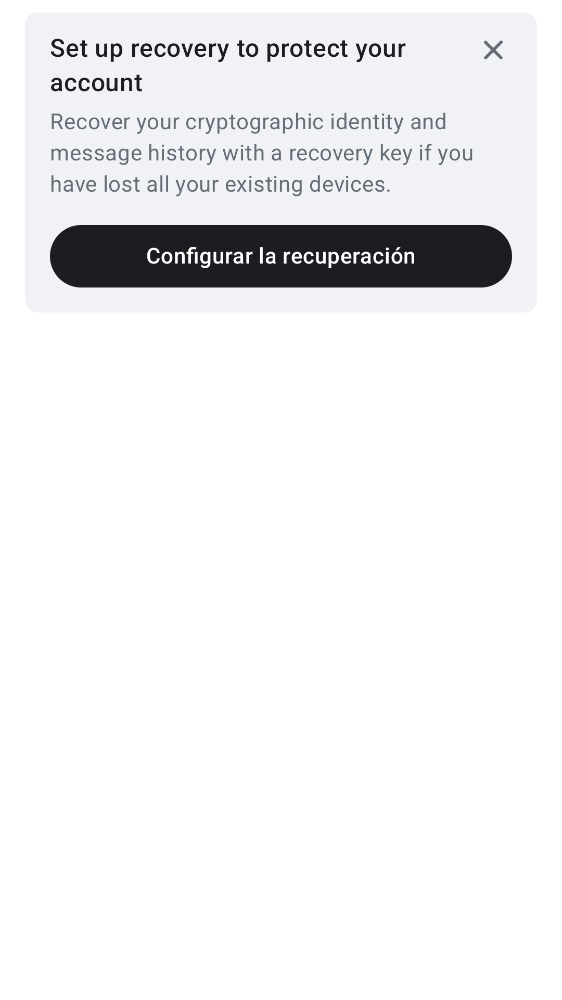 Set up recovery to protect your
account
Recover your cryptographic identity and
message history with a recovery key if you
have lost all your existing devices.
Configurar la recuperación